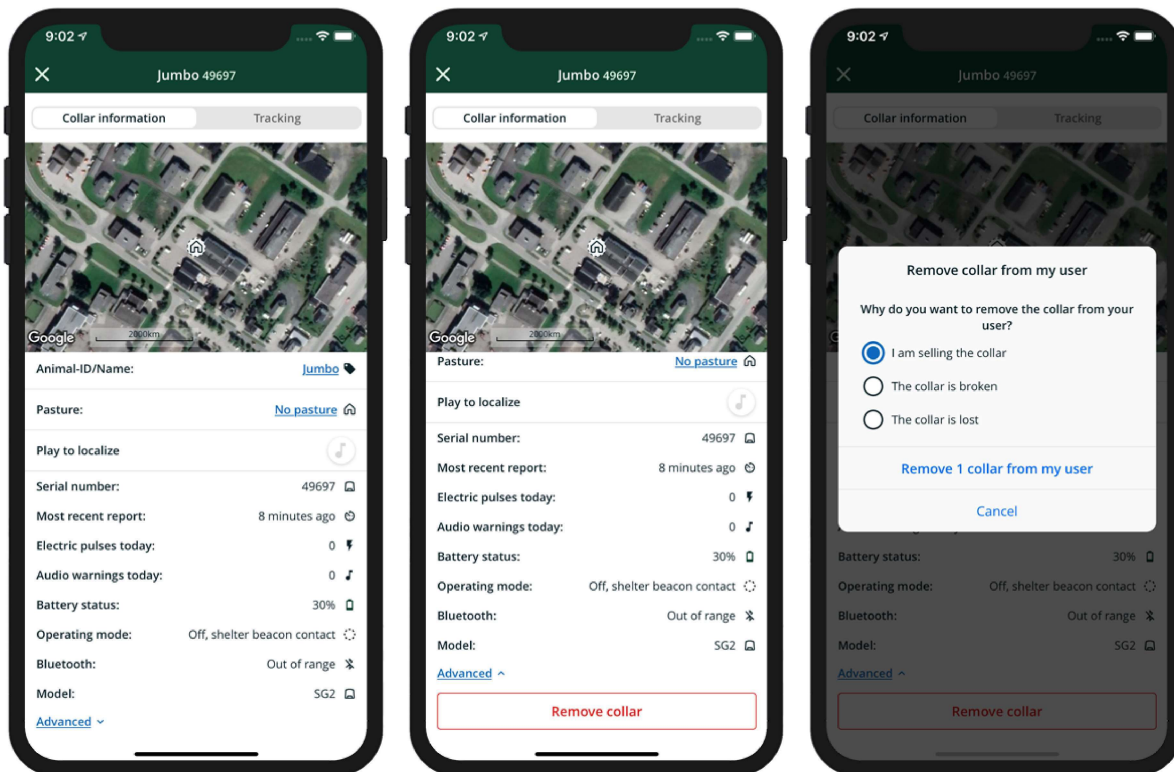 9:02
Jumbo 49697
Collar information Tracking
Google 2000km
Animal-ID/Name: Jumbo
Pasture: No pasture
Play to localize
Serial number: 49697
Most recent report: 8 minutes ago
Electric pulses today: 0
Audio warnings today: 0
Battery status: 30%
Operating mode: Off, shelter beacon contact
Bluetooth: Out of range
Model: SG2
Advanced
9:02
Jumbo 49697
Collar information Tracking
Google 2000km
Pasture: No pasture
Play to localize
Serial number: 49697
Most recent report: 8 minutes ago
Electric pulses today: 0
Audio warnings today: 0
Battery status: 30%
Operating mode: Off, shelter beacon contact
Bluetooth: Out of range
Model: SG2
Advanced
Remove collar
9:02
Jumbo 49697
Collar information Tracking
Remove collar from my user
Why do you want to remove the collar from your
user?
I am selling the collar
The collar is broken
The collar is lost
Remove 1 collar from my user
Cancel
Battery status: 30%
Operating mode: Off, shelter beacon contact
Bluetooth: Out of range
Model: SG2
Advanced
Remove collar